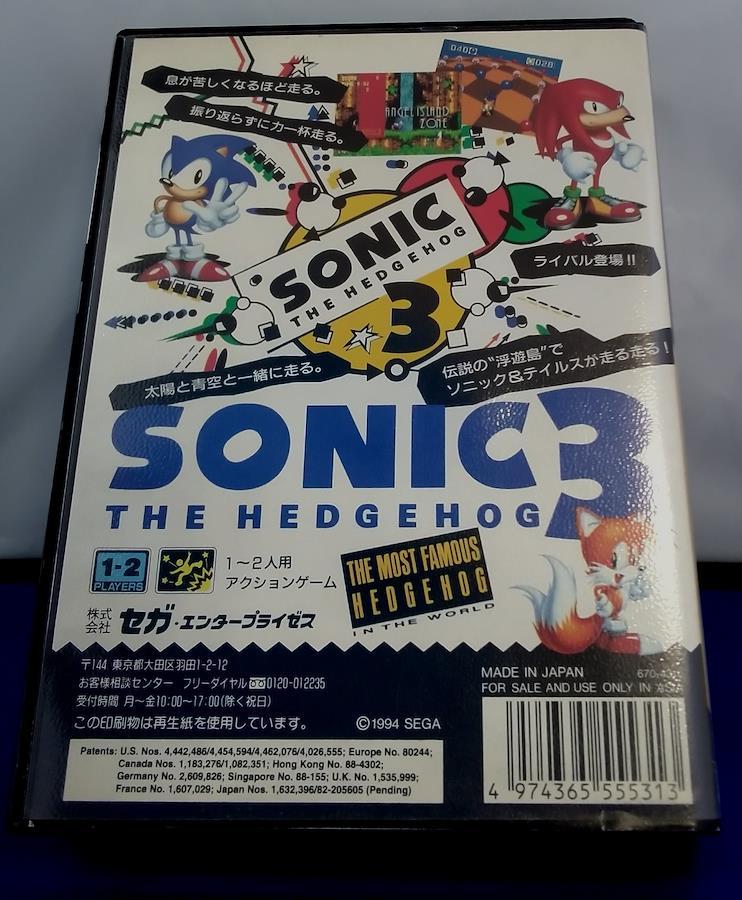 040
028
息が苦しくなるほど走る。
振り返らずに力一杯走る。
ANGEL ISLAND
ZONE
SONIC
THE HEDGEHOG
3
ライバル登場!!
太陽と青空と一緒に走る。
伝説の“浮遊島”で
ソニック&テイルスが走る走る!
SONIC 3
THE HEDGEHOG
1-2
PLAYERS
1〜2人用
アクションゲーム
THE MOST FAMOUS
HEDGEHOG
IN THE WORLD
株式会社 セガ・エンタープライゼス
〒144 東京都大田区羽田1-2-12
お客様相談センター フリーダイヤル 0120-012235
受付時間 月〜金10:00〜17:00(除く祝日)
この印刷物は再生紙を使用しています。 ©1994 SEGA
Patents: U.S. Nos. 4,442,486/4,454,594/4,462,076/4,026,555; Europe No. 80244;
Canada Nos. 1,183,276/1,082,351; Hong Kong No. 88-4302;
Germany No. 2,609,826; Singapore No. 88-155; U.K. No. 1,535,999;
France No. 1,607,029; Japan Nos. 1,632,396/82-205605 (Pending)
MADE IN JAPAN
FOR SALE AND USE ONLY IN ASIA
4 974365 555313